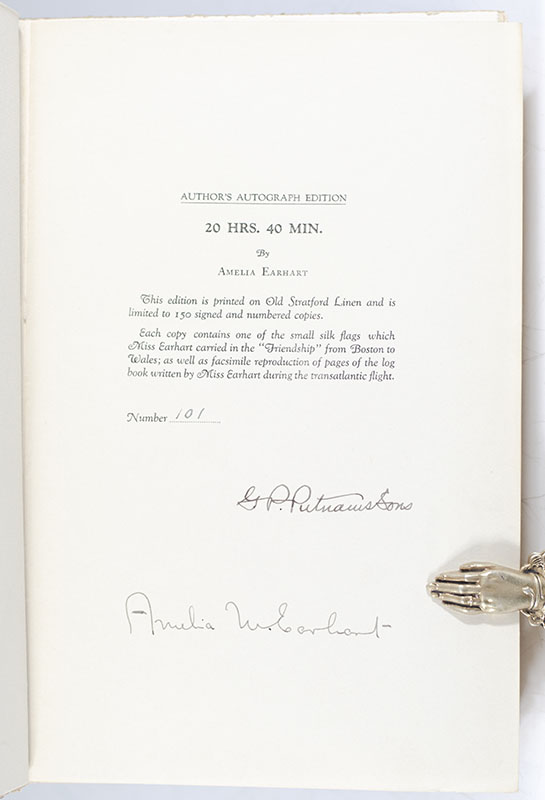 AUTHOR'S AUTOGRAPH EDITION
20 HRS. 40 MIN.
By
AMELIA EARHART
This edition is printed on Old Stratford Linen and is
limited to 150 signed and numbered copies.
Each copy contains one of the small silk flags which
Miss Earhart carried in the "Friendship" from Boston to
Wales; as well as facsimile reproduction of pages of the log
book written by Miss Earhart during the transatlantic flight.
Number 101
G. P. Putnam's Sons
Amelia M. Earhart